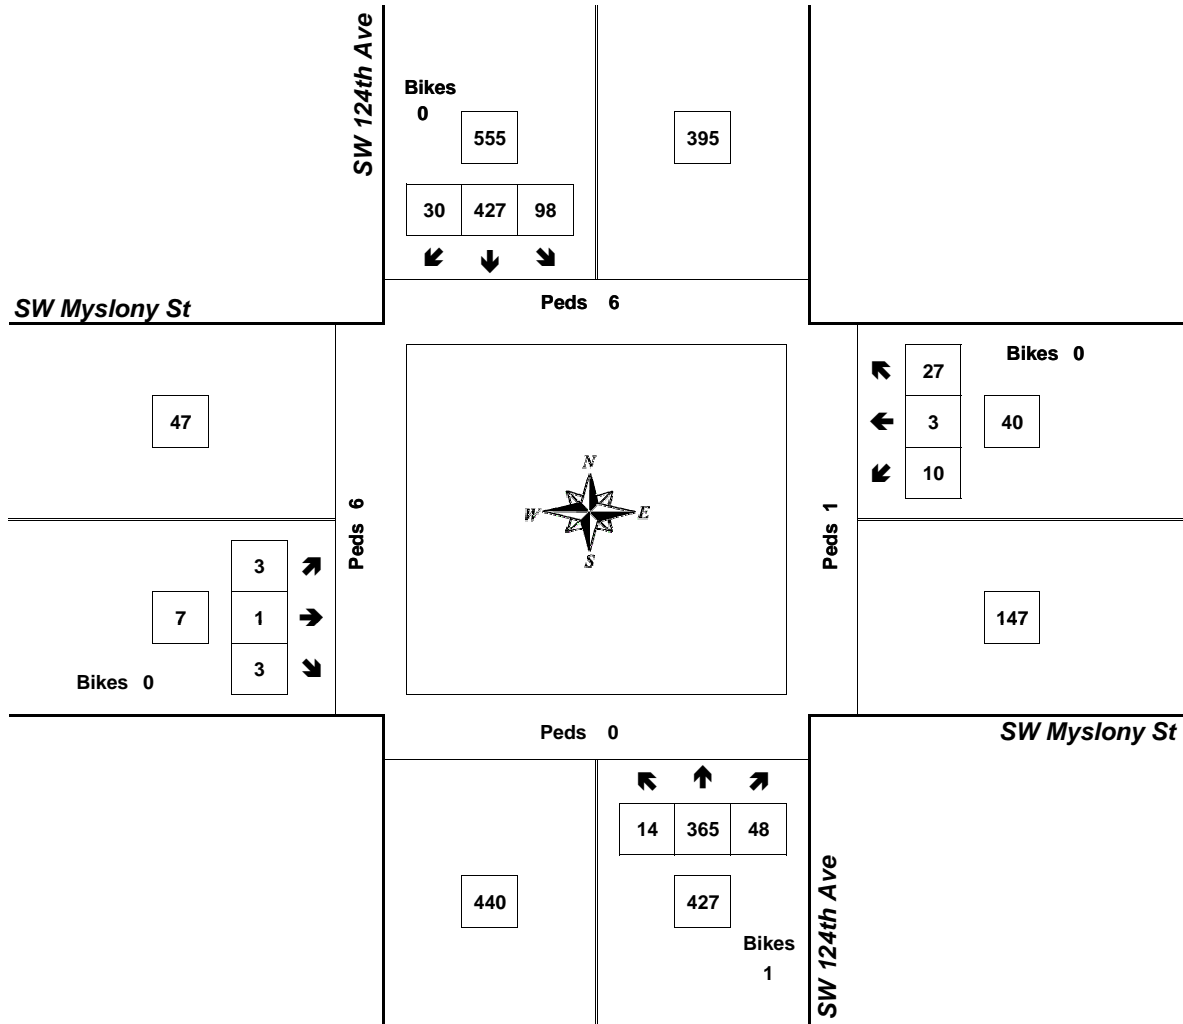 SW 124th Ave
Bikes
0
555
395
30 427 98
Peds 6
SW Myslony St
Bikes 0
27
47
3
40
10
N
W E
S
Peds 6
Peds 1
3
7
1
147
3
Bikes 0
Peds 0
SW Myslony St
14 365 48
440
427
Bikes
1
SW 124th Ave